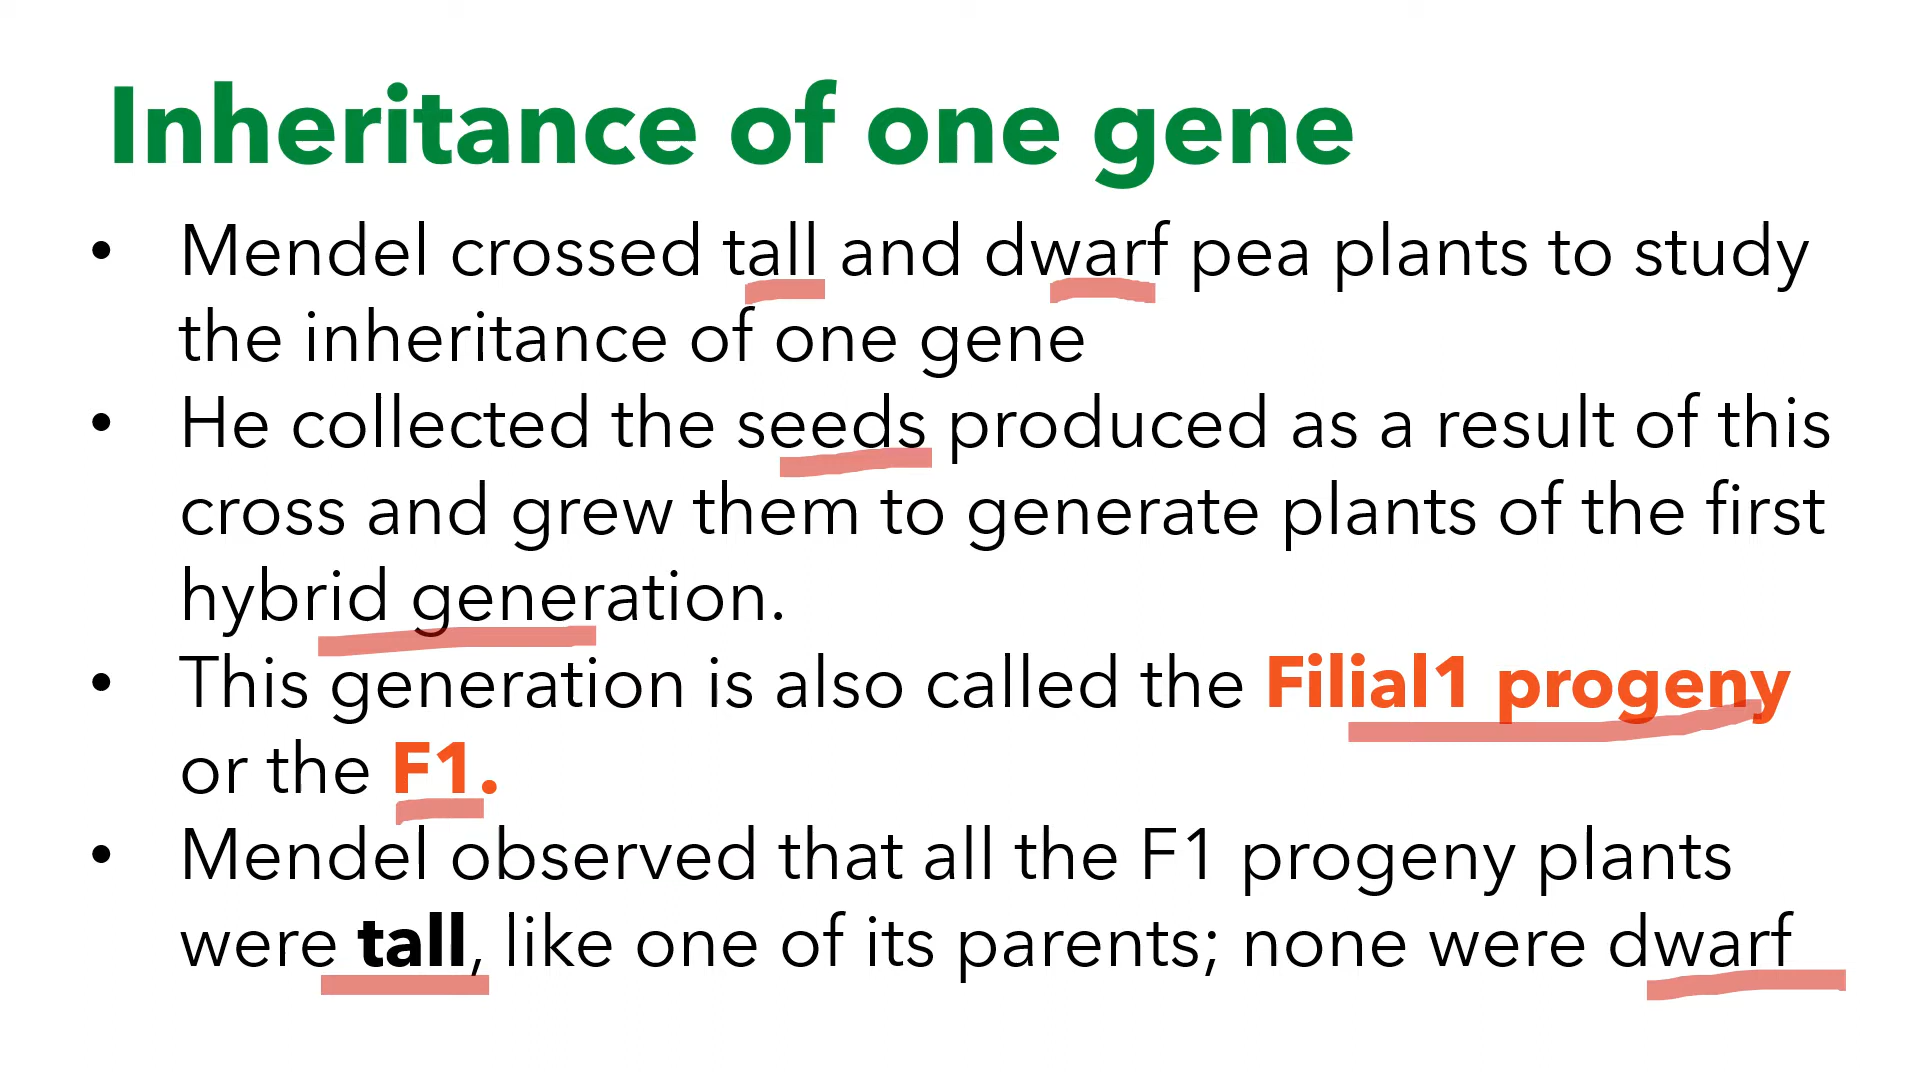 Inheritance of one gene
• Mendel crossed tall and dwarf pea plants to study
the inheritance of one gene
• He collected the seeds produced as a result of this
cross and grew them to generate plants of the first
hybrid generation.
• This generation is also called the Filial1 progeny
or the F1.
• Mendel observed that all the F1 progeny plants
were tall, like one of its parents; none were dwarf